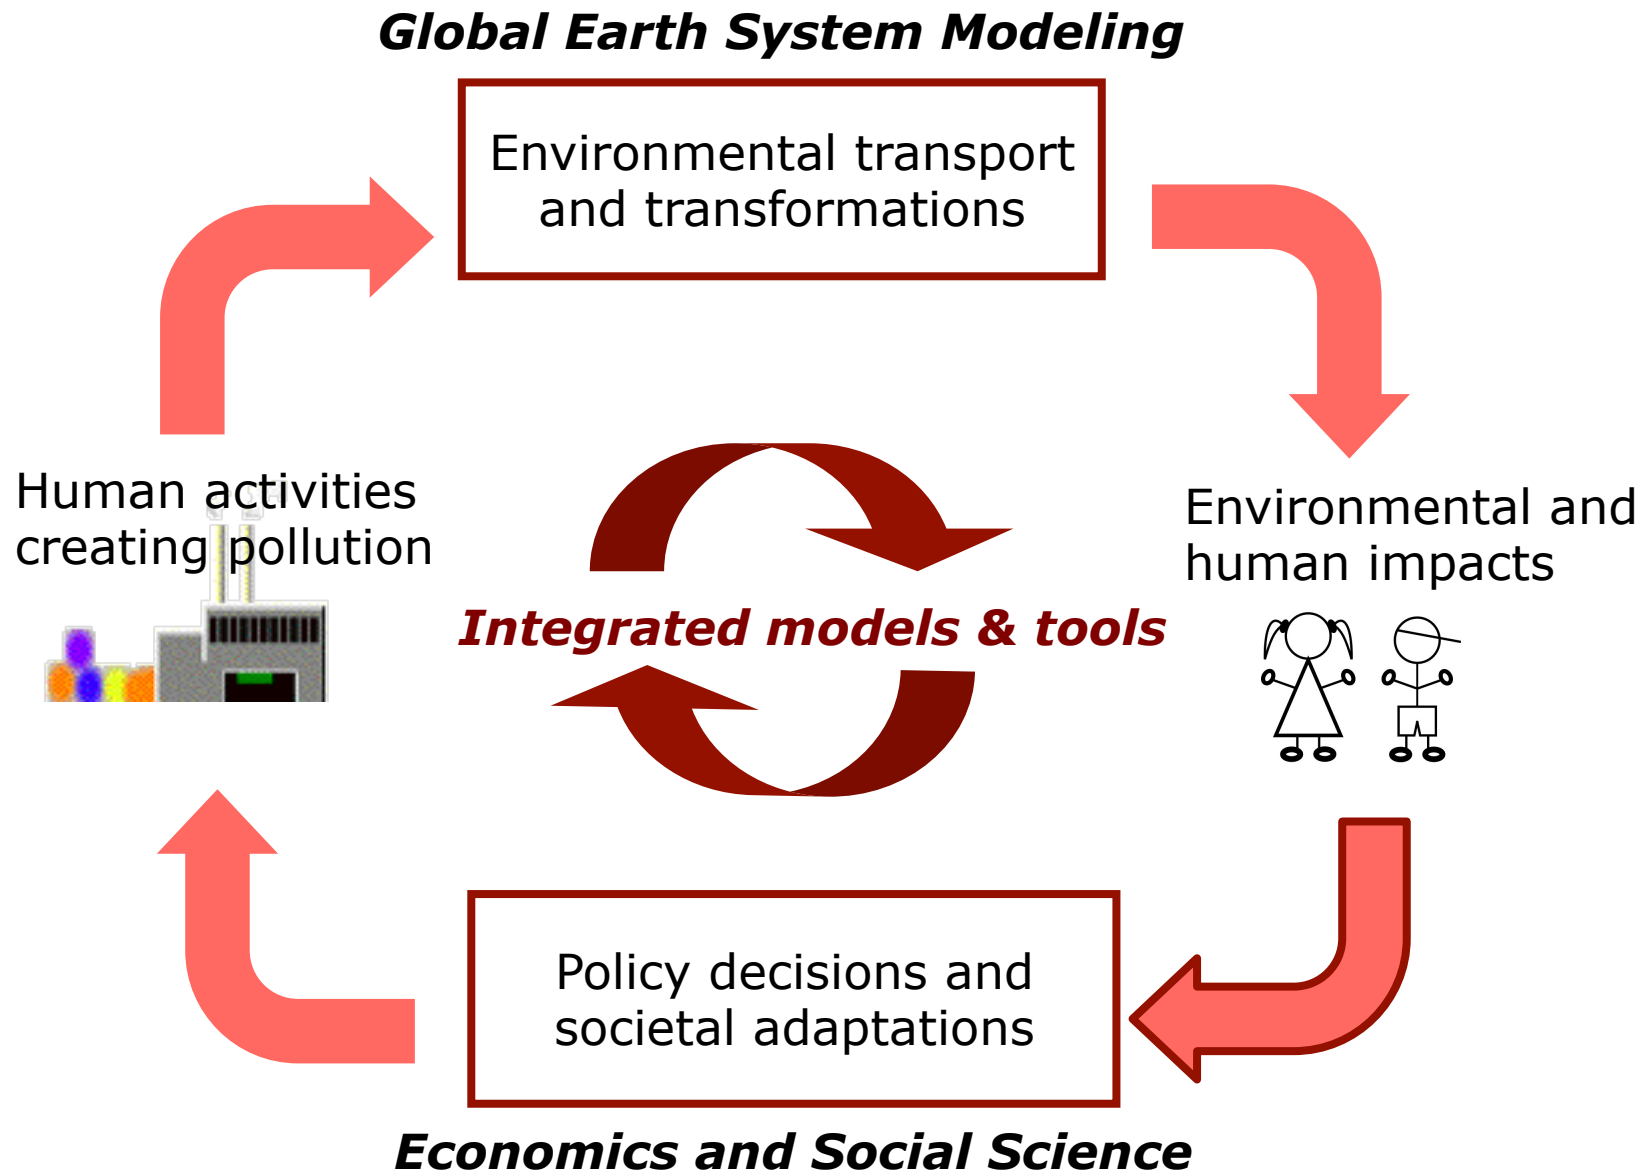 Global Earth System Modeling
Environmental transport
and transformations
Human activities
creating pollution
Environmental and
human impacts
Integrated models & tools
Policy decisions and
societal adaptations
Economics and Social Science